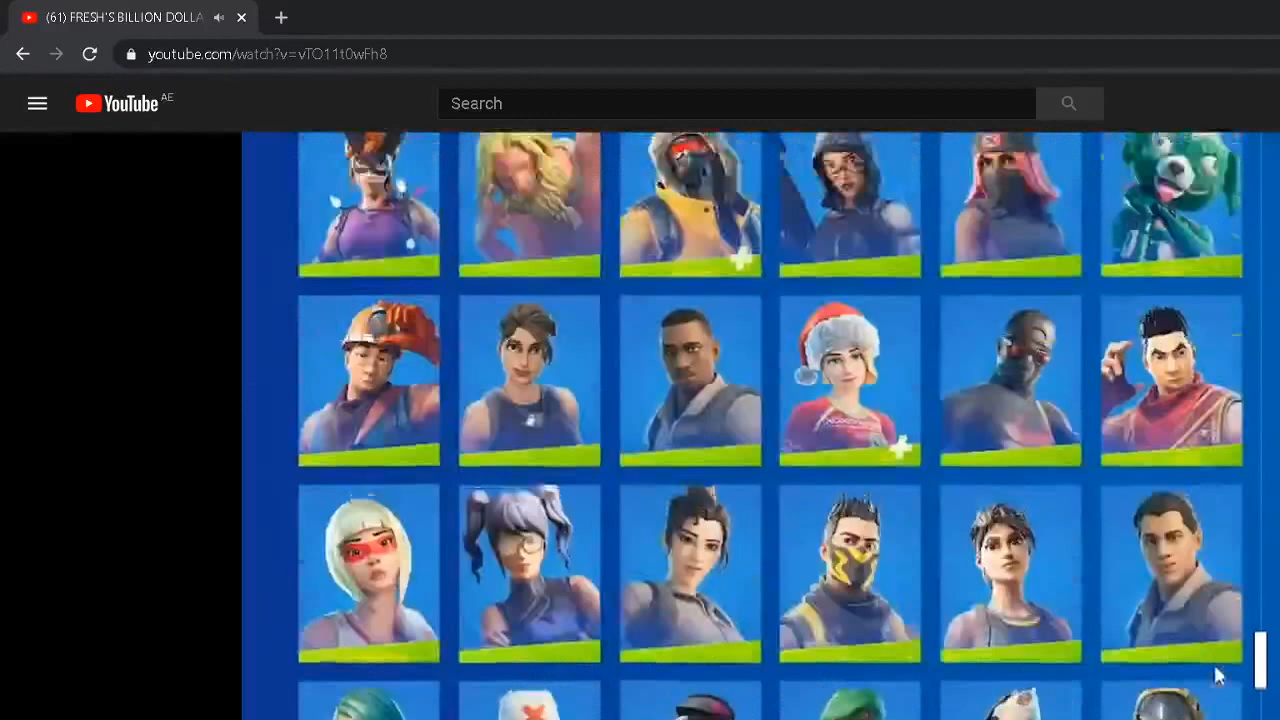 (61) FRESH'S BILLION DOLLA
youtube.com/watch?v=vTO11t0wFh8
YouTube AE
Search